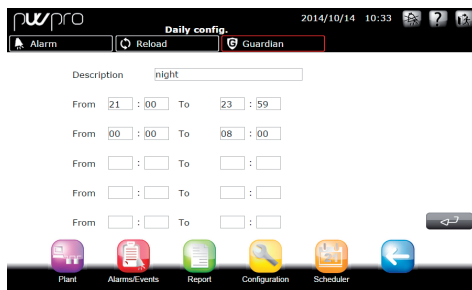 pwpro
Daily config.
2014/10/14 10:33
?
Alarm Reload G Guardian
Description night
From 21 : 00 To 23 : 59
From 00 : 00 To 08 : 00
From : To :
From : To :
From : To :
Plant Alarms/Events Report Configuration Scheduler